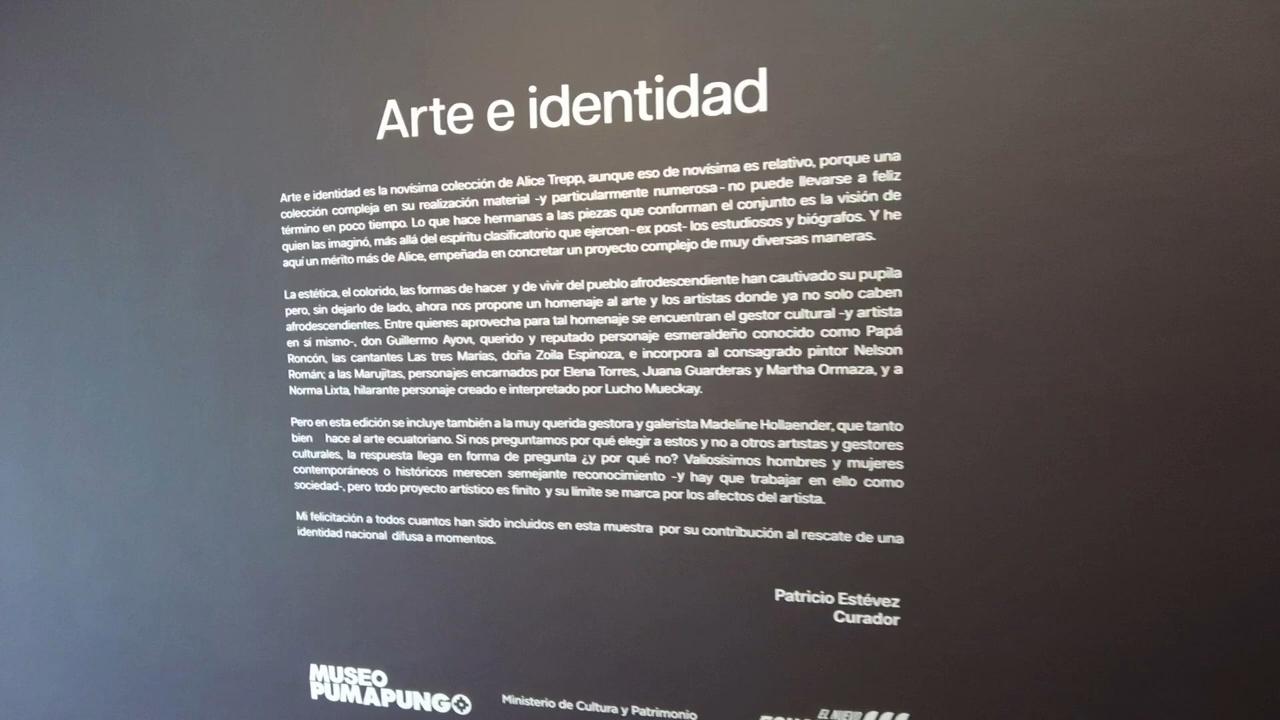 Arte e identidad
Arte e identidad es la novísima colección de Alice Trepp, aunque eso de novísima es relativo, porque una
colección compleja en su realización material -y particularmente numerosa- no puede llevarse a feliz
término en poco tiempo. Lo que hace hermanas a las piezas que conforman el conjunto es la visión de
quien las imaginó, más allá del espíritu clasificatorio que ejercen-ex post- los estudiosos y biógrafos. Y he
aquí un mérito más de Alice, empeñada en concretar un proyecto complejo de muy diversas maneras.
La estética, el colorido, las formas de hacer y de vivir del pueblo afrodescendiente han cautivado su pupila
pero, sin dejarlo de lado, ahora nos propone un homenaje al arte y los artistas donde ya no solo caben
afrodescendientes. Entre quienes aprovecha para tal homenaje se encuentran el gestor cultural -y artista
en sí mismo-, don Guillermo Ayovi, querido y reputado personaje esmeraldeño conocido como Papá
Roncón, las cantantes Las tres Marías, doña Zoila Espinoza, e incorpora al consagrado pintor Nelson
Román; a las Marujitas, personajes encarnados por Elena Torres, Juana Guarderas y Martha Ormaza, y a
Norma Lixta, hilarante personaje creado e interpretado por Lucho Mueckay.
Pero en esta edición se incluye también a la muy querida gestora y galerista Madeline Hollaender, que tanto
bien hace al arte ecuatoriano. Si nos preguntamos por qué elegir a estos y no a otros artistas y gestores
culturales, la respuesta llega en forma de pregunta ¿y por qué no? Valiosísimos hombres y mujeres
contemporáneos o históricos merecen semejante reconocimiento -y hay que trabajar en ello como
sociedad-, pero todo proyecto artístico es finito y su límite se marca por los afectos del artista.
Mi felicitación a todos cuantos han sido incluidos en esta muestra por su contribución al rescate de una
identidad nacional difusa a momentos.
Patricio Estévez
Curador
MUSEO
PUMAPUNGO
Ministerio de Cultura y Patrimonio
EL NUEVO